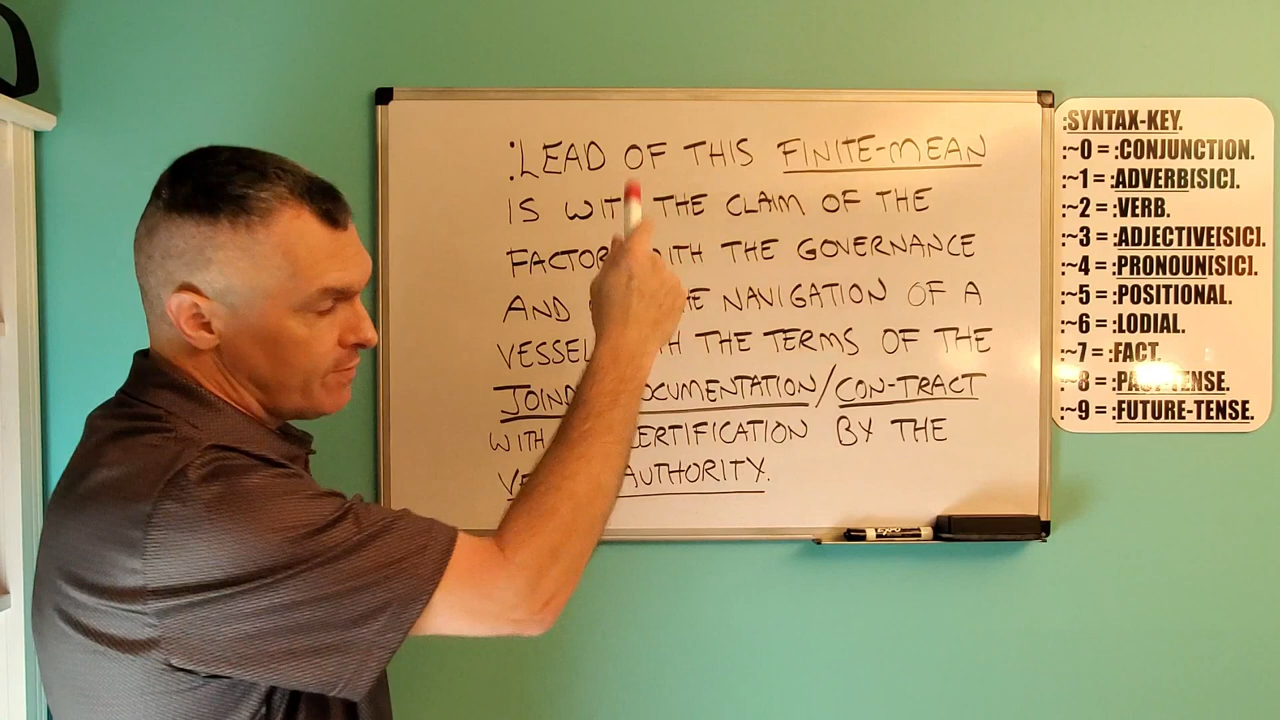 :LEAD OF THIS FINITE-MEAN
IS WITH THE CLAIM OF THE
FACTOR WITH THE GOVERNANCE
AND THE NAVIGATION OF A
VESSEL WITH THE TERMS OF THE
DOCUMENTATION/CON-TRACT
WITH CERTIFICATION BY THE
AUTHORITY.
:SYNTAX-KEY.
:~0 = :CONJUNCTION.
:~1 = :ADVERB[SIC].
:~2 = :VERB.
:~3 = :ADJECTIVE[SIC].
:~4 = :PRONOUN[SIC].
:~5 = :POSITIONAL.
:~6 = :LODIAL.
:~7 = :FACT.
:~8 = :PAST-TENSE.
:~9 = :FUTURE-TENSE.
EXPO